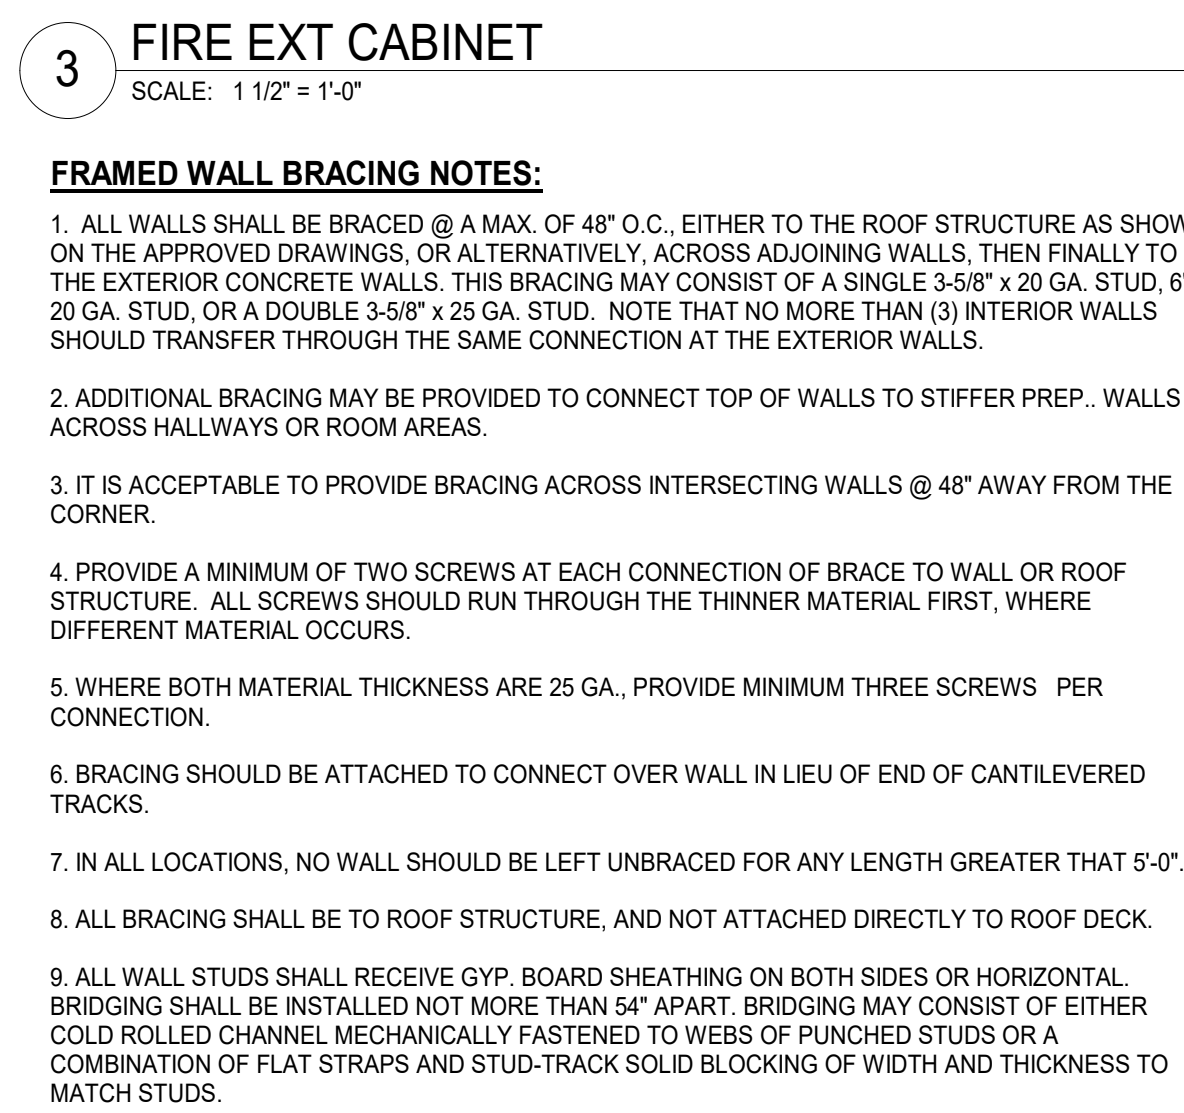 3
FIRE EXT CABINET
SCALE: 1 1/2" = 1'-0"
FRAMED WALL BRACING NOTES:
1. ALL WALLS SHALL BE BRACED @ A MAX. OF 48" O.C., EITHER TO THE ROOF STRUCTURE AS SHOW
ON THE APPROVED DRAWINGS, OR ALTERNATIVELY, ACROSS ADJOINING WALLS, THEN FINALLY TO
THE EXTERIOR CONCRETE WALLS. THIS BRACING MAY CONSIST OF A SINGLE 3-5/8" x 20 GA. STUD, 6"
20 GA. STUD, OR A DOUBLE 3-5/8" x 25 GA. STUD. NOTE THAT NO MORE THAN (3) INTERIOR WALLS
SHOULD TRANSFER THROUGH THE SAME CONNECTION AT THE EXTERIOR WALLS.
2. ADDITIONAL BRACING MAY BE PROVIDED TO CONNECT TOP OF WALLS TO STIFFER PREP.. WALLS
ACROSS HALLWAYS OR ROOM AREAS.
3. IT IS ACCEPTABLE TO PROVIDE BRACING ACROSS INTERSECTING WALLS @ 48" AWAY FROM THE
CORNER.
4. PROVIDE A MINIMUM OF TWO SCREWS AT EACH CONNECTION OF BRACE TO WALL OR ROOF
STRUCTURE. ALL SCREWS SHOULD RUN THROUGH THE THINNER MATERIAL FIRST, WHERE
DIFFERENT MATERIAL OCCURS.
5. WHERE BOTH MATERIAL THICKNESS ARE 25 GA., PROVIDE MINIMUM THREE SCREWS PER
CONNECTION.
6. BRACING SHOULD BE ATTACHED TO CONNECT OVER WALL IN LIEU OF END OF CANTILEVERED
TRACKS.
7. IN ALL LOCATIONS, NO WALL SHOULD BE LEFT UNBRACED FOR ANY LENGTH GREATER THAT 5'-0".
8. ALL BRACING SHALL BE TO ROOF STRUCTURE, AND NOT ATTACHED DIRECTLY TO ROOF DECK.
9. ALL WALL STUDS SHALL RECEIVE GYP. BOARD SHEATHING ON BOTH SIDES OR HORIZONTAL.
BRIDGING SHALL BE INSTALLED NOT MORE THAN 54" APART. BRIDGING MAY CONSIST OF EITHER
COLD ROLLED CHANNEL MECHANICALLY FASTENED TO WEBS OF PUNCHED STUDS OR A
COMBINATION OF FLAT STRAPS AND STUD-TRACK SOLID BLOCKING OF WIDTH AND THICKNESS TO
MATCH STUDS.